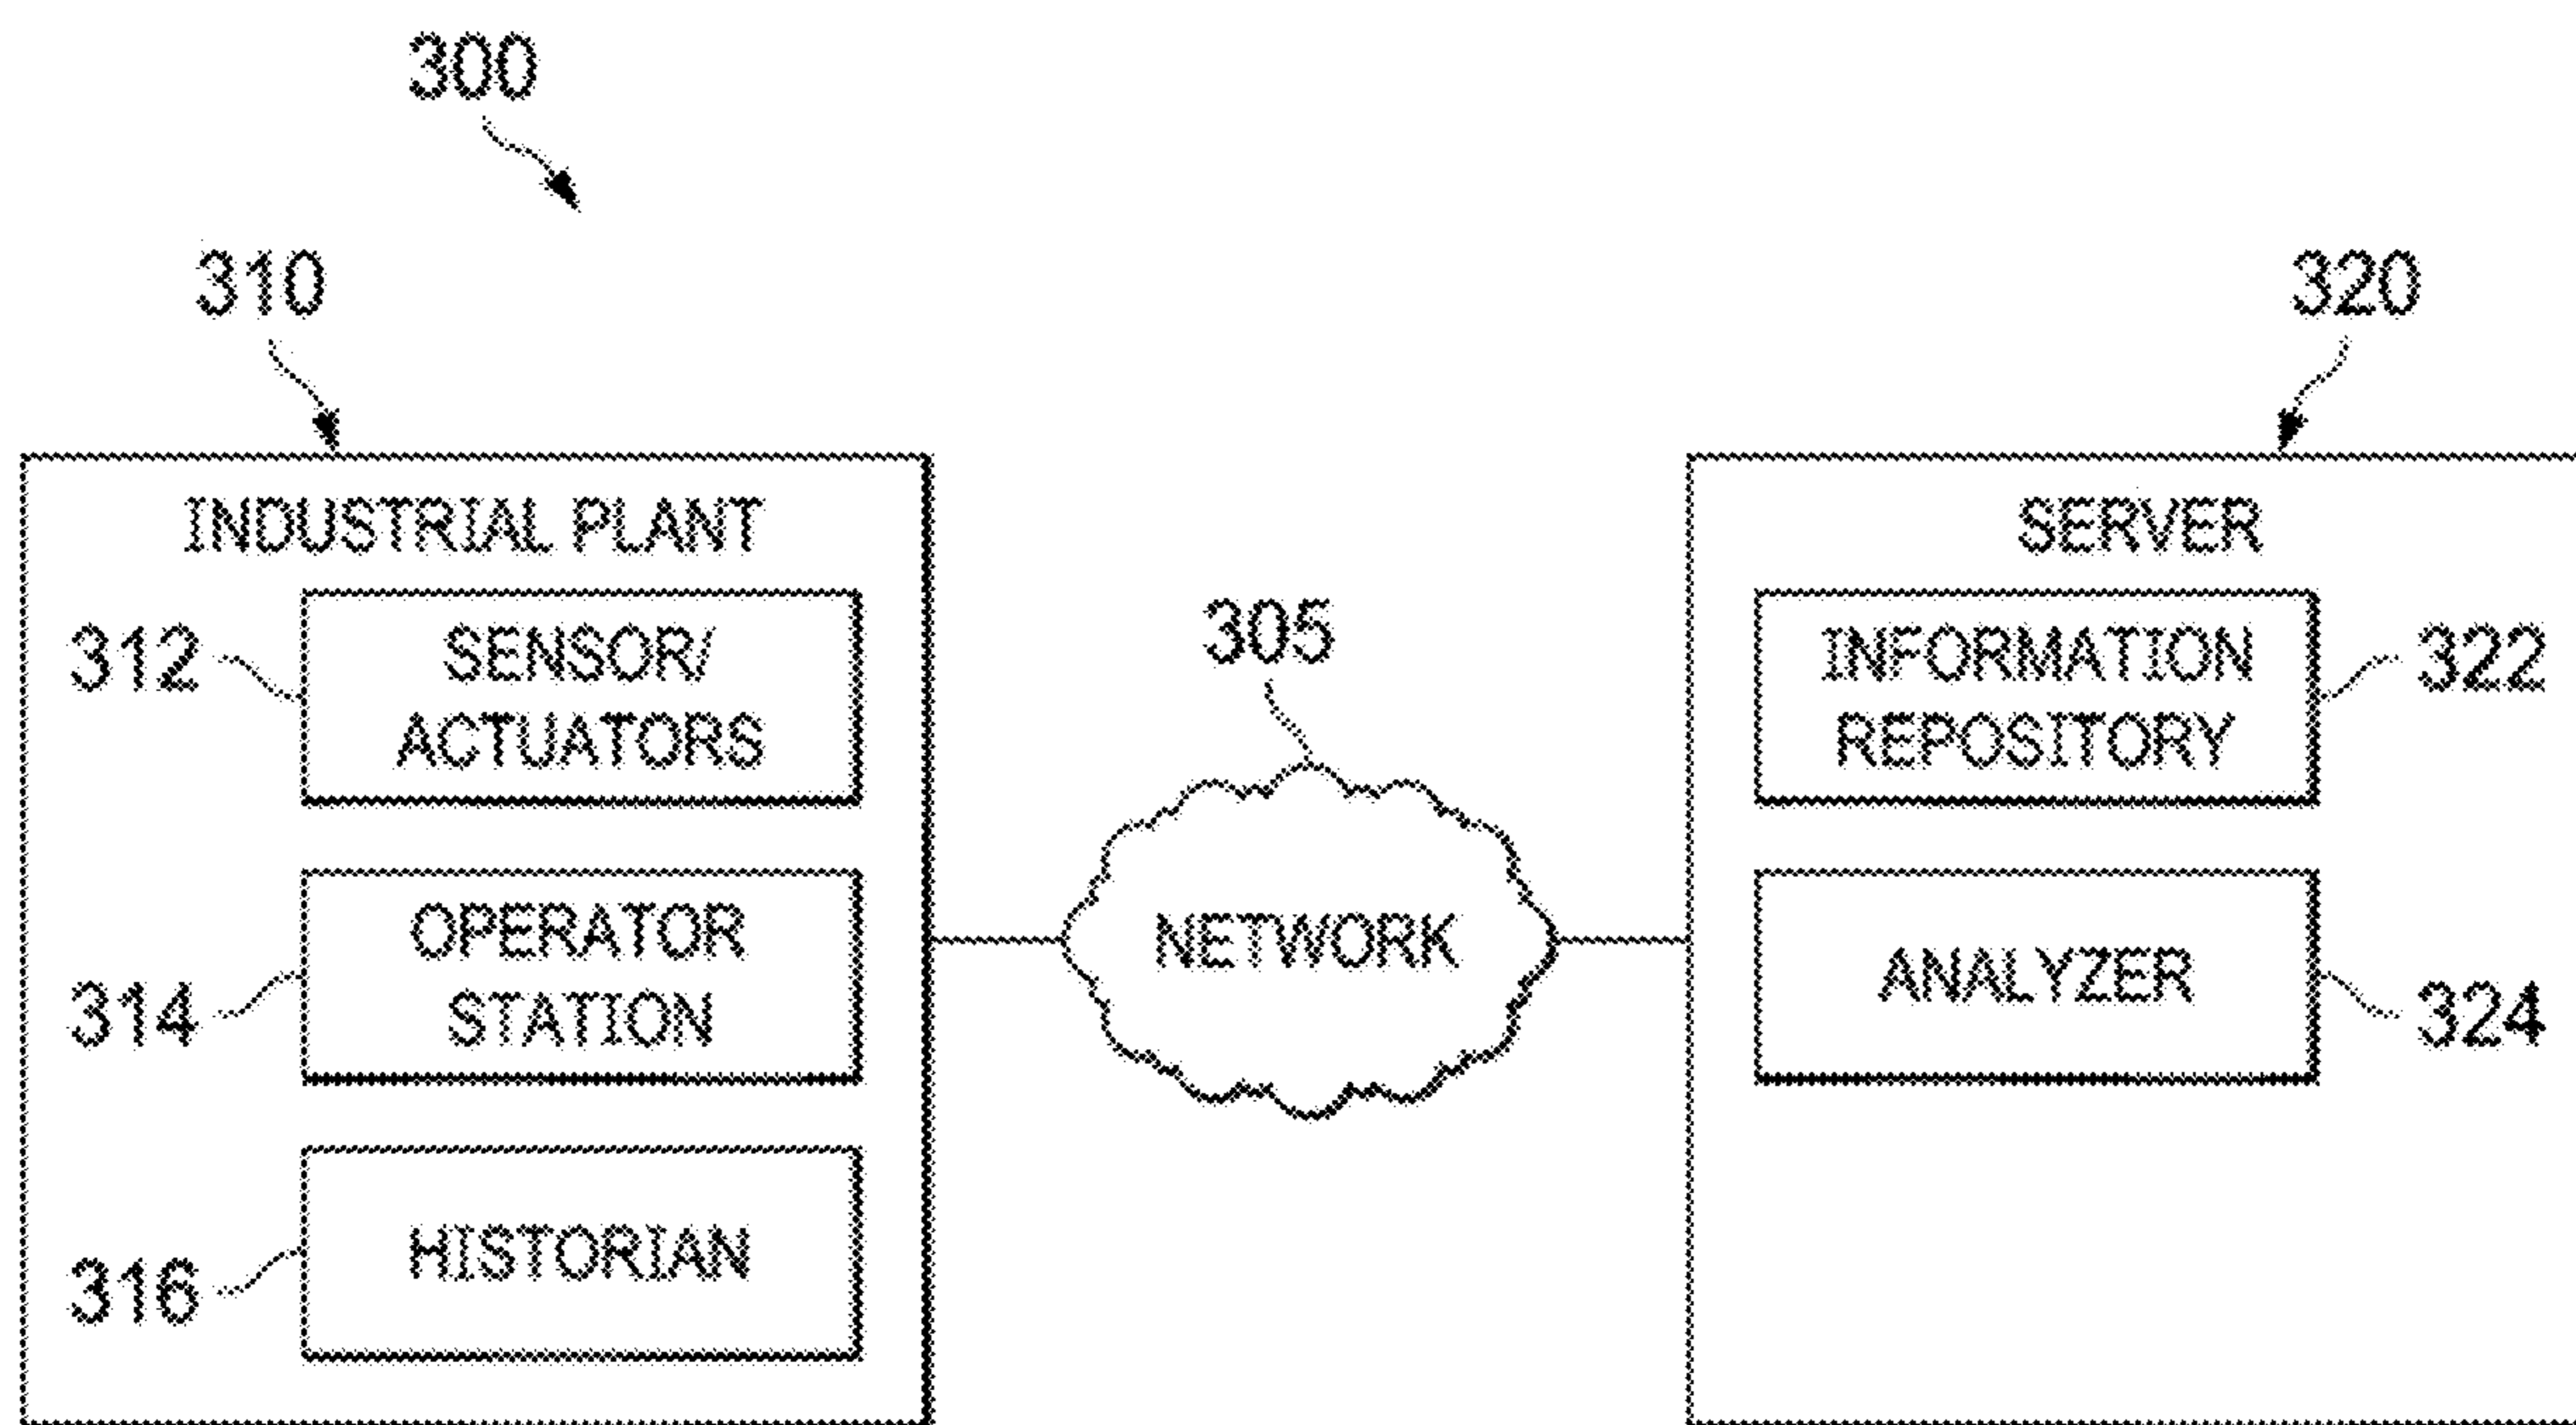 300
310
320
INDUSTRIAL PLANT
SERVER
312
SENSOR/
ACTUATORS
305
INFORMATION
REPOSITORY
322
314
OPERATOR
STATION
NETWORK
ANALYZER
324
316
HISTORIAN